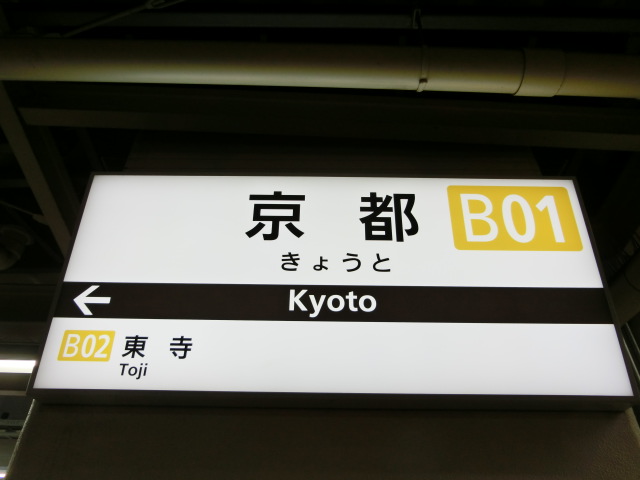 京都 B01
きょうと
← Kyoto
B02 東寺
Toji